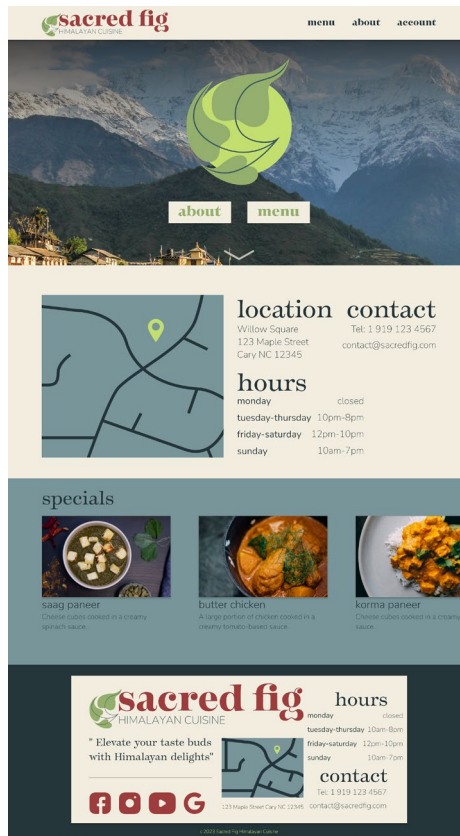 sacred fig
HIMALAYAN CUISINE
menu about account
about menu
location contact
Willow Square
123 Maple Street
Cary NC 12345
Tel: 1 919 123 4567
contact@sacredfig.com
hours
monday closed
tuesday-thursday 10pm-8pm
friday-saturday 12pm-10pm
sunday 10am-7pm
specials
saag paneer
Cheese cubes cooked in a creamy
spinach sauce.
butter chicken
A large portion of chicken cooked in a
creamy tomato-based sauce.
korma paneer
Cheese cubes cooked in a creamy
sauce.
sacred fig
HIMALAYAN CUISINE
" Elevate your taste buds
with Himalayan delights"
hours
monday closed
tuesday-thursday 10am-8pm
friday-saturday 12pm-10pm
sunday 10am-7pm
contact
Tel: 1 919 123 4567
contact@sacredfig.com
123 Maple Street Cary NC 12345
© 2023 Sacred Fig Himalayan Cuisine